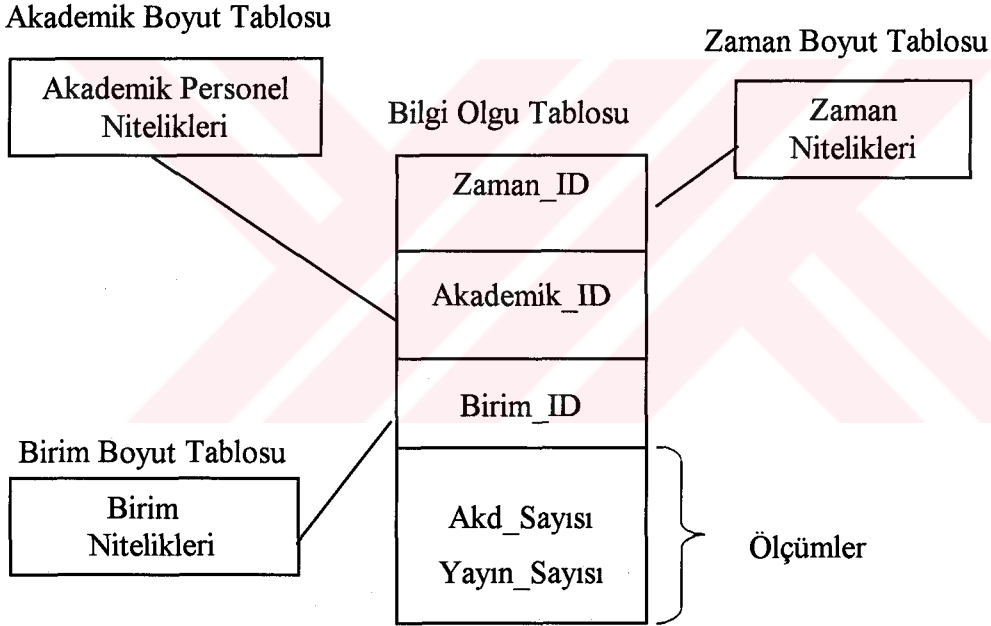 Akademik Boyut Tablosu
Akademik Personel
Nitelikleri
Zaman Boyut Tablosu
Zaman
Nitelikleri
Bilgi Olgu Tablosu
Zaman_ID
Akademik_ID
Birim_ID
Akd_Sayısı
Yayın_Sayısı
Birim Boyut Tablosu
Birim
Nitelikleri
Ölçümler